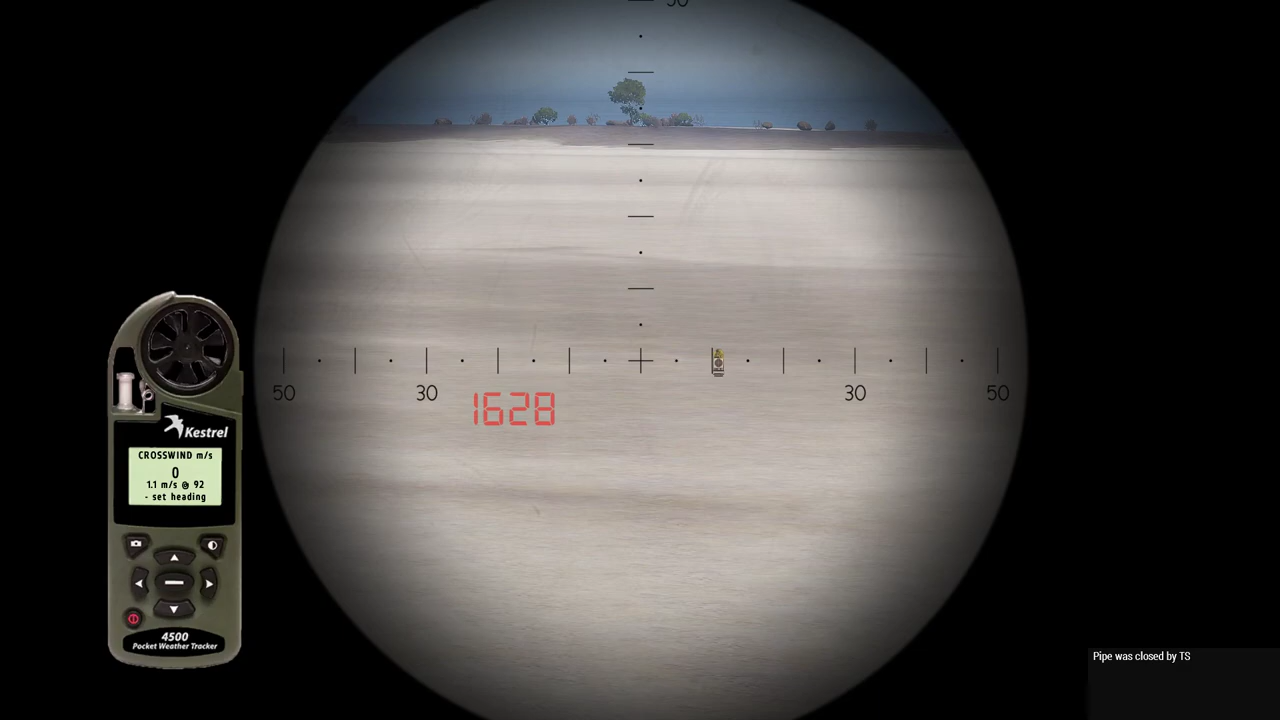 50
50
30
30
50
1628
Kestrel
CROSSWIND m/s
0
1.1 m/s @ 92
- set heading
4500
Pocket Weather Tracker
Pipe was closed by TS